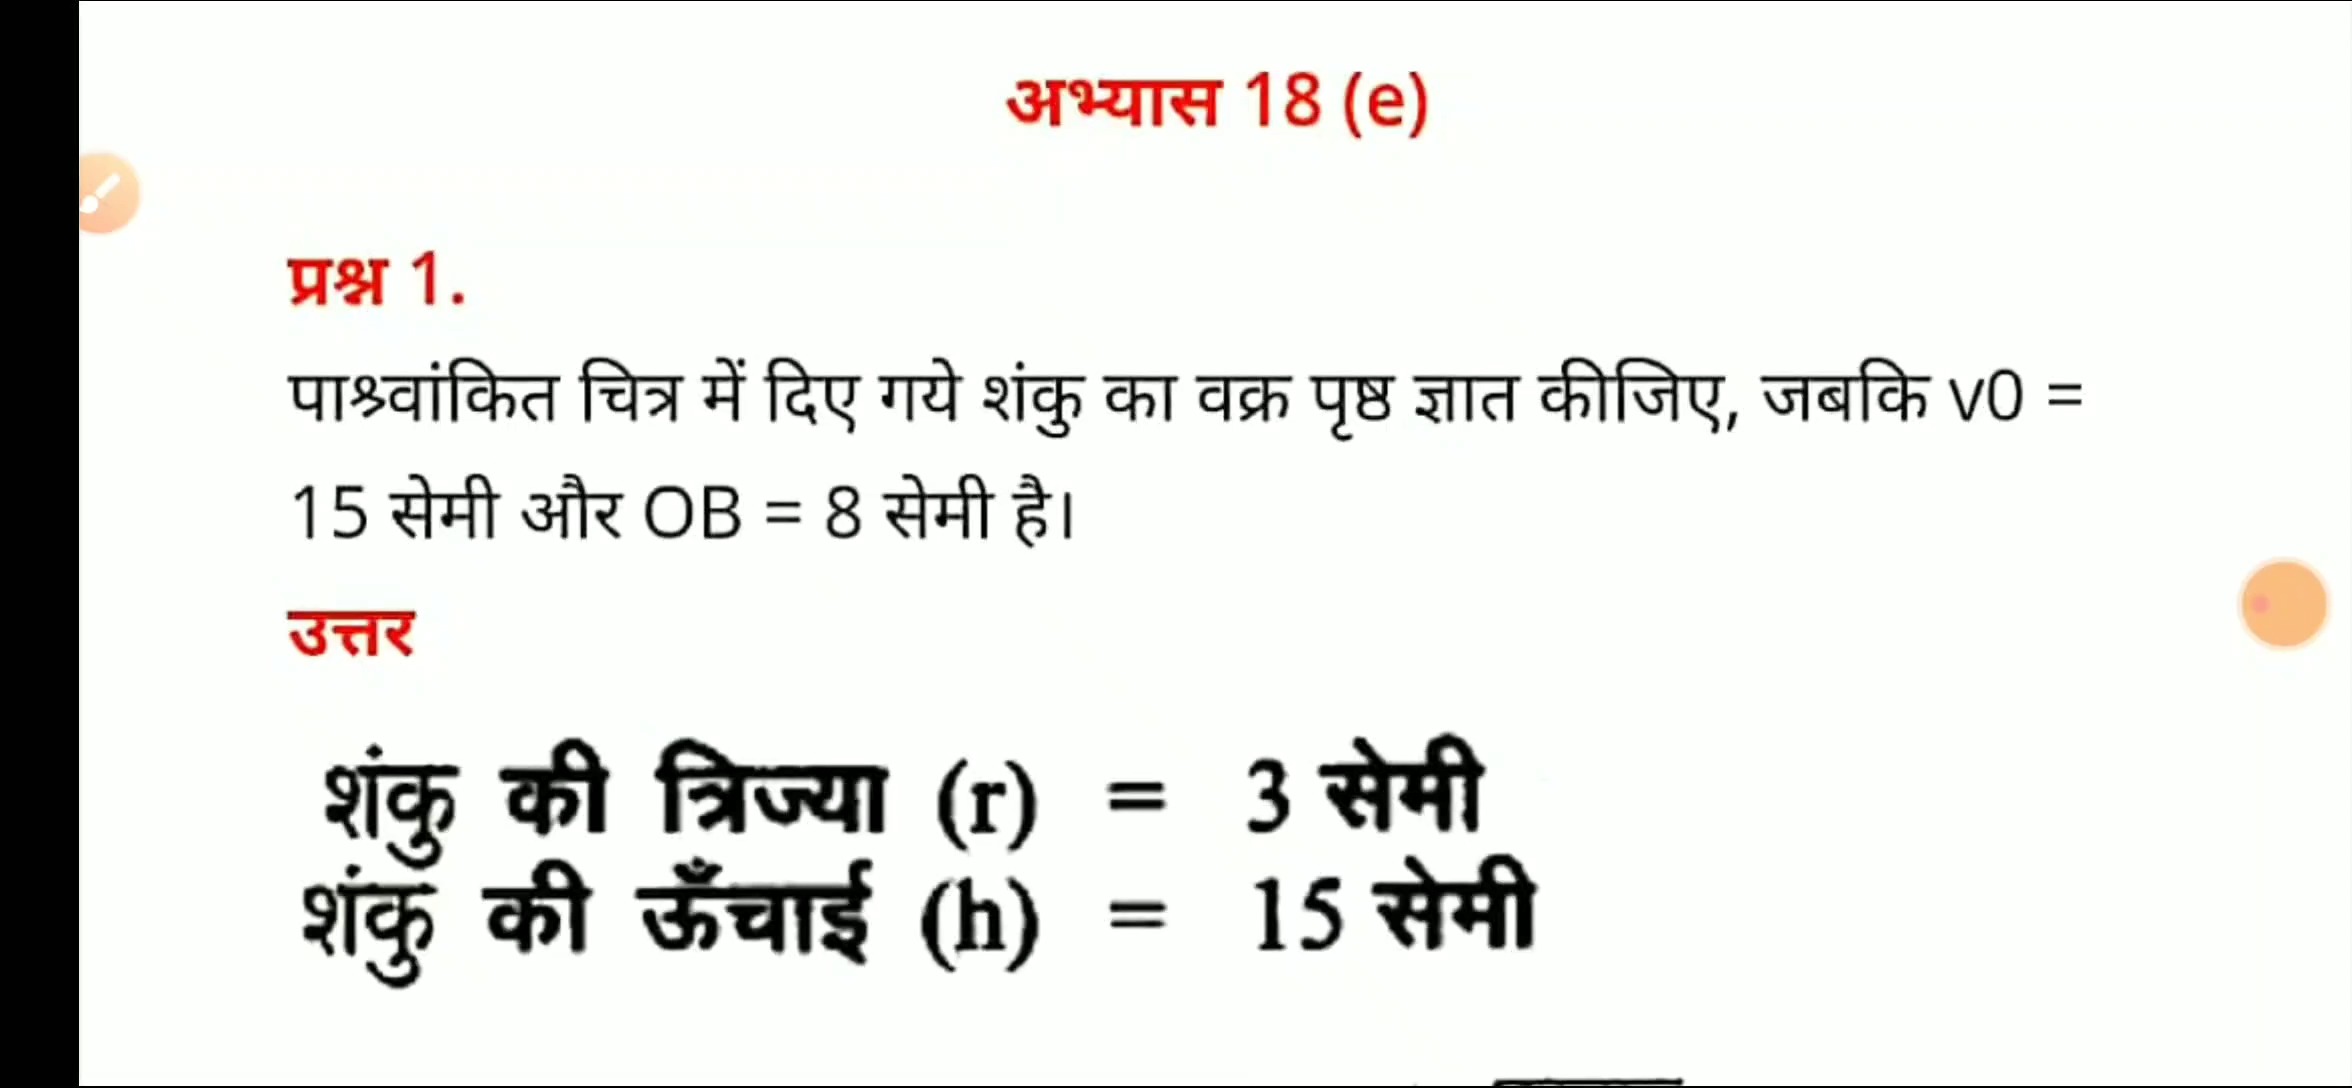 अभ्यास 18 (e)
प्रश्न 1.
पाश्र्वांकित चित्र में दिए गये शंकु का वक्र पृष्ठ ज्ञात कीजिए, जबकि v0 =
15 सेमी और OB = 8 सेमी है।
उत्तर
शंकु की त्रिज्या (r) = 3 सेमी
शंकु की ऊँचाई (h) = 15 सेमी